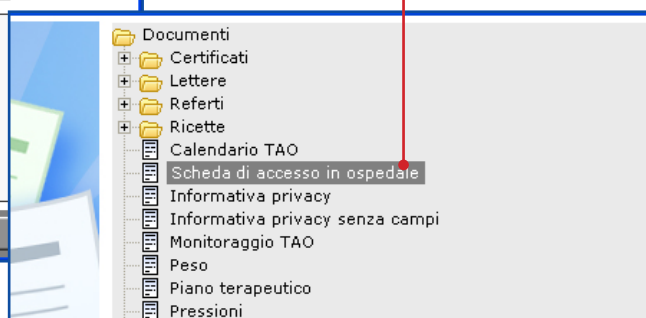 Documenti
Certificati
Lettere
Referti
Ricette
Calendario TAO
Scheda di accesso in ospedale
Informativa privacy
Informativa privacy senza campi
Monitoraggio TAO
Peso
Piano terapeutico
Pressioni